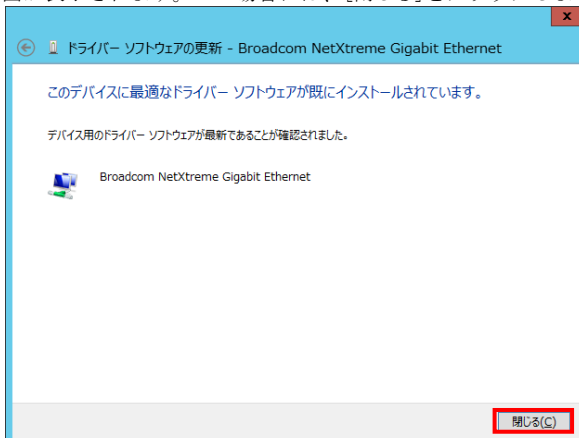 x
ドライバー ソフトウェアの更新 - Broadcom NetXtreme Gigabit Ethernet
このデバイスに最適なドライバー ソフトウェアが既にインストールされています。
デバイス用のドライバー ソフトウェアが最新であることが確認されました。
Broadcom NetXtreme Gigabit Ethernet
閉じる(C)